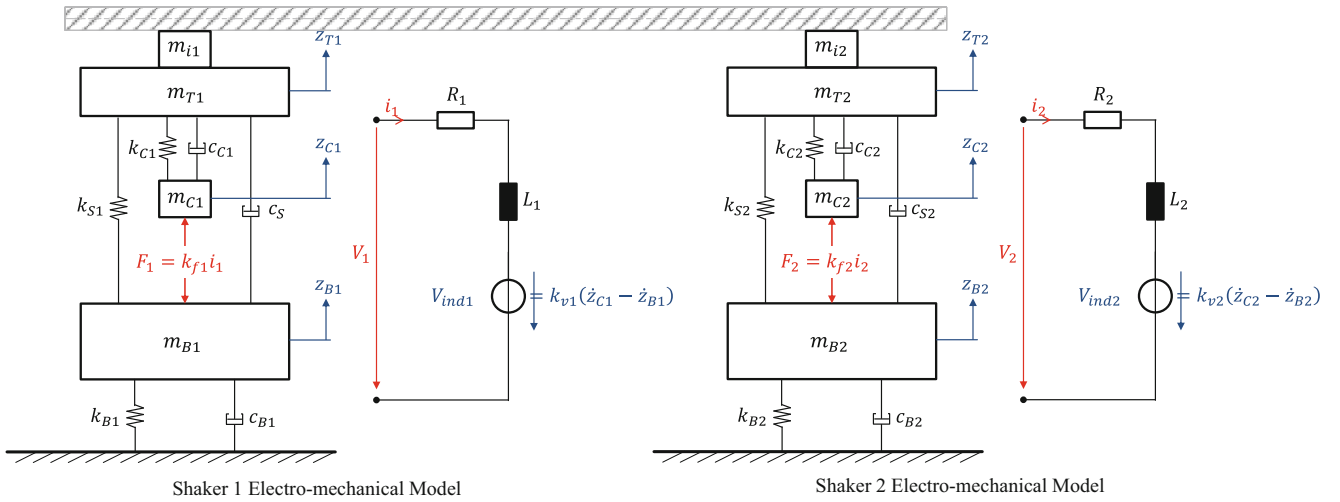 m_{i1}
z_{T1}
m_{T1}
k_{C1}
c_{C1}
z_{C1}
m_{C1}
k_{S1}
c_S
F_1 = k_{f1}i_1
z_{B1}
m_{B1}
k_{B1}
c_{B1}
i_1
R_1
L_1
V_1
V_{ind1} = k_{v1}(ż_{C1} − ż_{B1})
Shaker 1 Electro-mechanical Model
m_{i2}
z_{T2}
m_{T2}
k_{C2}
c_{C2}
z_{C2}
m_{C2}
k_{S2}
c_{S2}
F_2 = k_{f2}i_2
z_{B2}
m_{B2}
k_{B2}
c_{B2}
i_2
R_2
L_2
V_2
V_{ind2} = k_{v2}(ż_{C2} − ż_{B2})
Shaker 2 Electro-mechanical Model